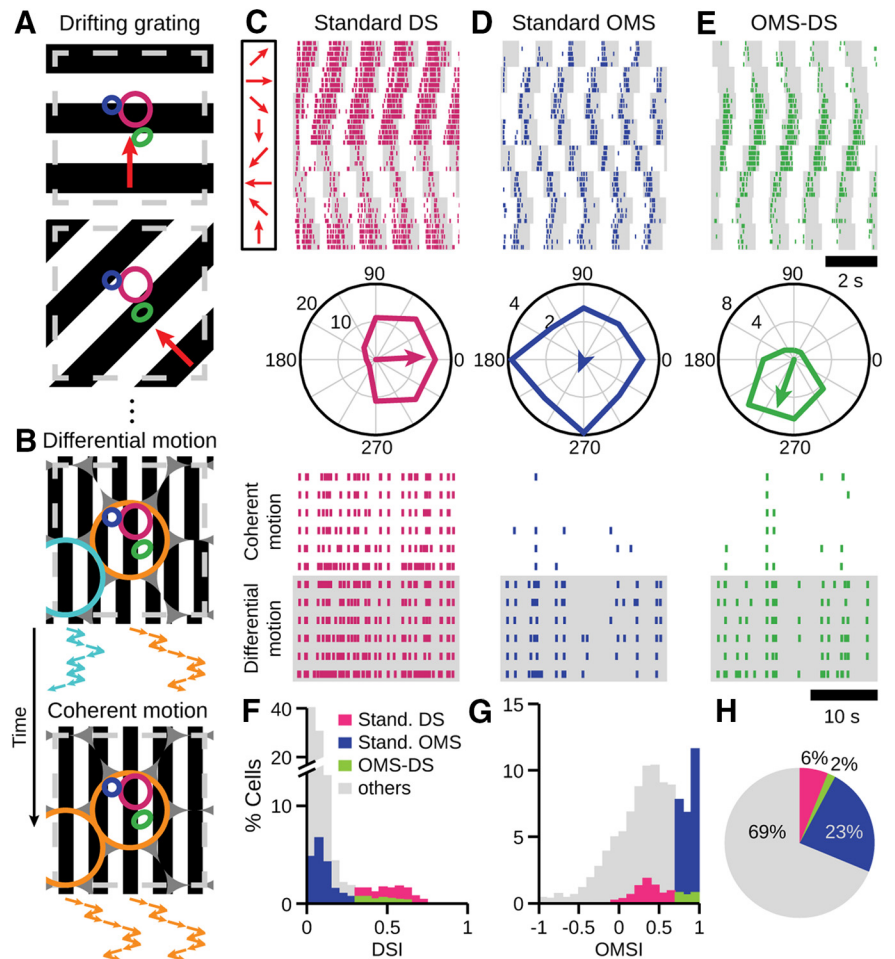 A Drifting grating
C Standard DS
D Standard OMS
E OMS-DS
2 s
90
20
10
180
0
270
90
4
2
180
0
270
90
8
4
180
0
270
B Differential motion
Coherent motion
Differential motion
Time
Coherent motion
10 s
F
40
20
10
0
% Cells
Stand. DS
Stand. OMS
OMS-DS
others
0 0.5 1
DSI
G
15
10
5
0
-1 -0.5 0 0.5 1
OMSI
H
6% 2%
69% 23%